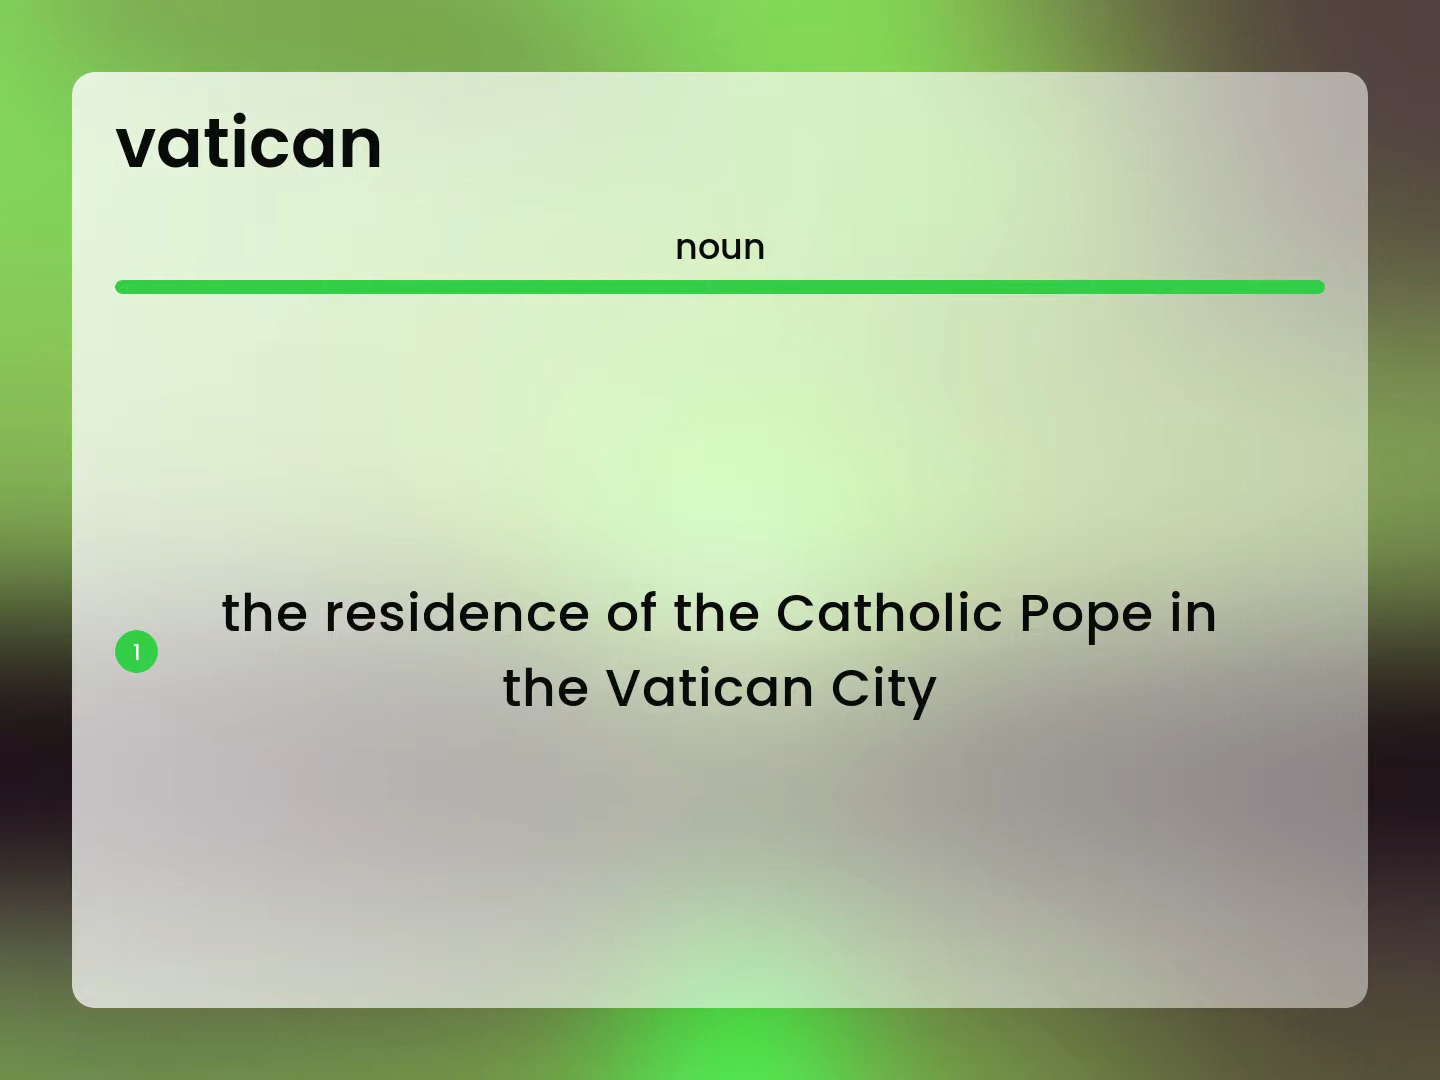 vatican
noun
1
the residence of the Catholic Pope in
the Vatican City